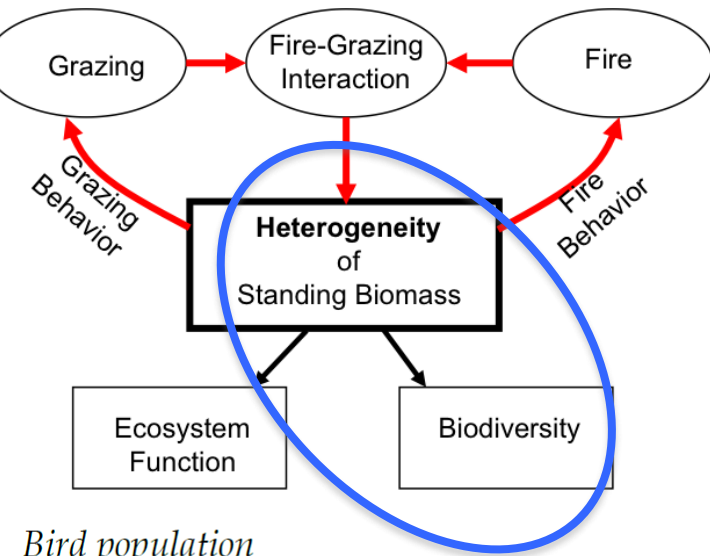 Grazing
Fire-Grazing
Interaction
Fire
Grazing
Behavior
Fire
Behavior
Heterogeneity
of
Standing Biomass
Ecosystem
Function
Biodiversity
Bird population